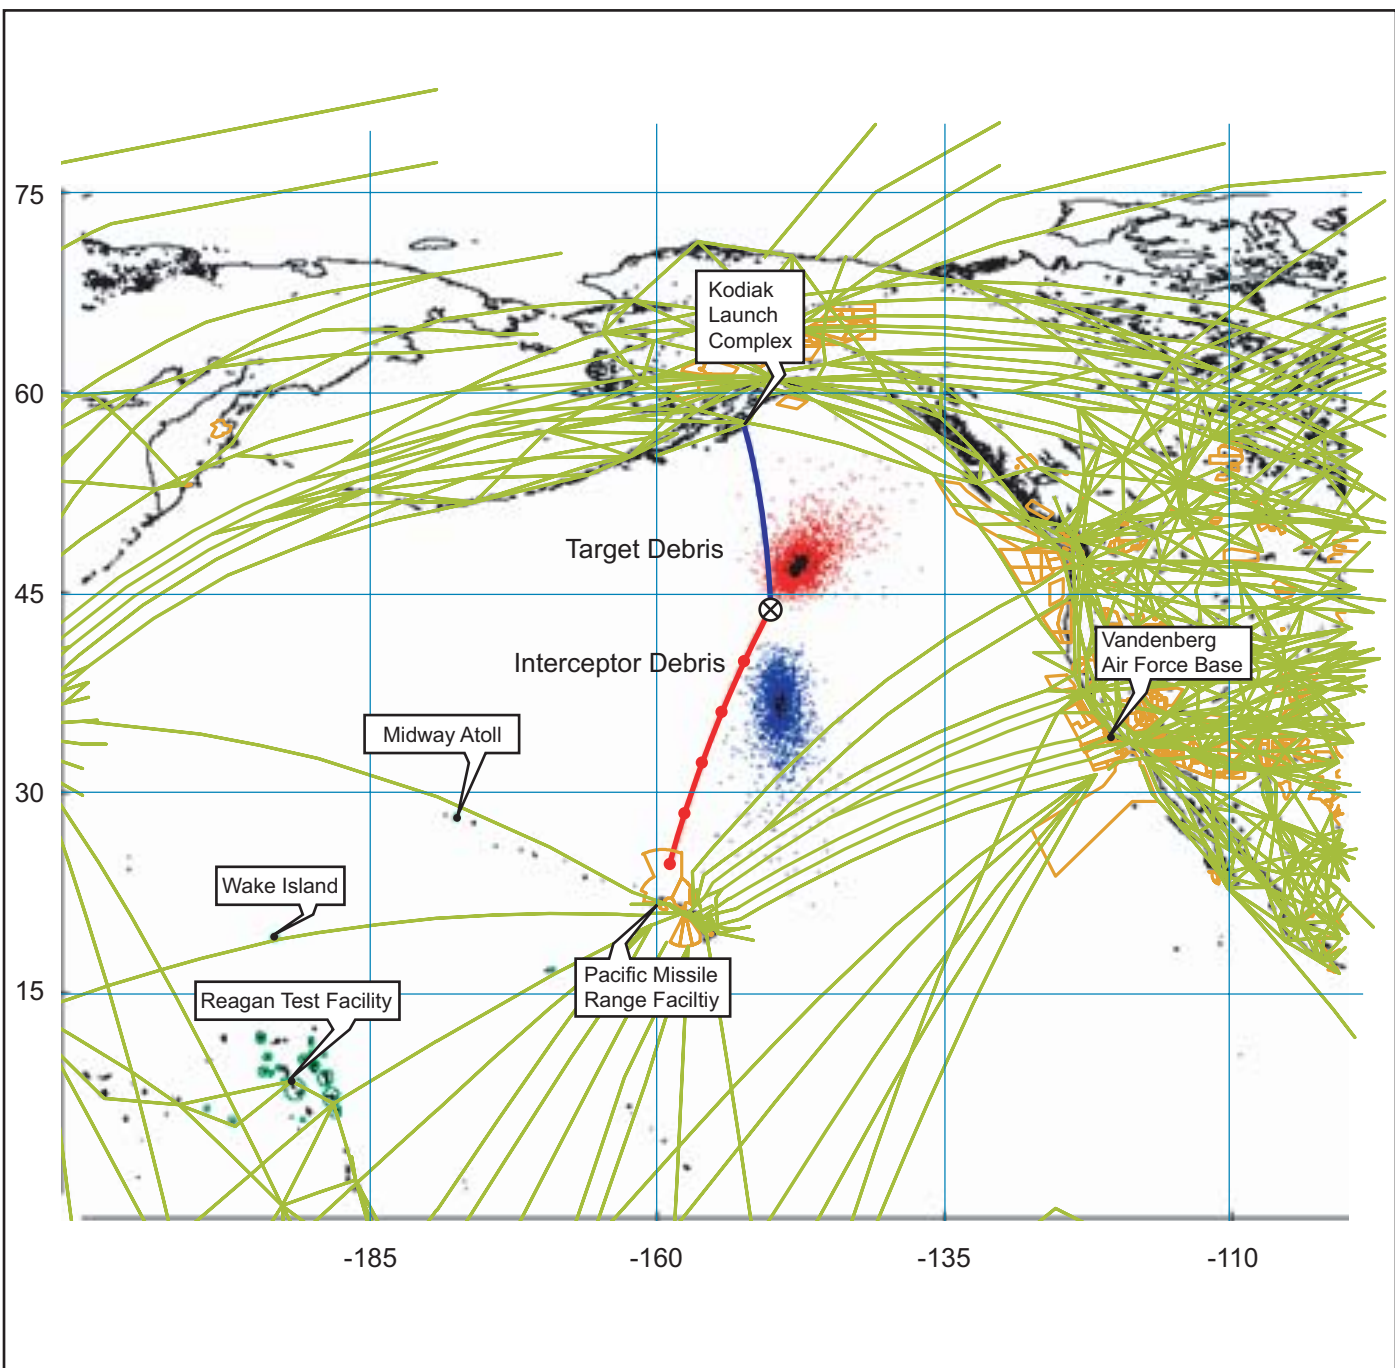 75
Kodiak
Launch
Complex
60
Target Debris
45
Vandenberg
Air Force Base
Interceptor Debris
Midway Atoll
30
Wake Island
Pacific Missile
Range Faciltiy
15
Reagan Test Facility
-185
-160
-135
-110